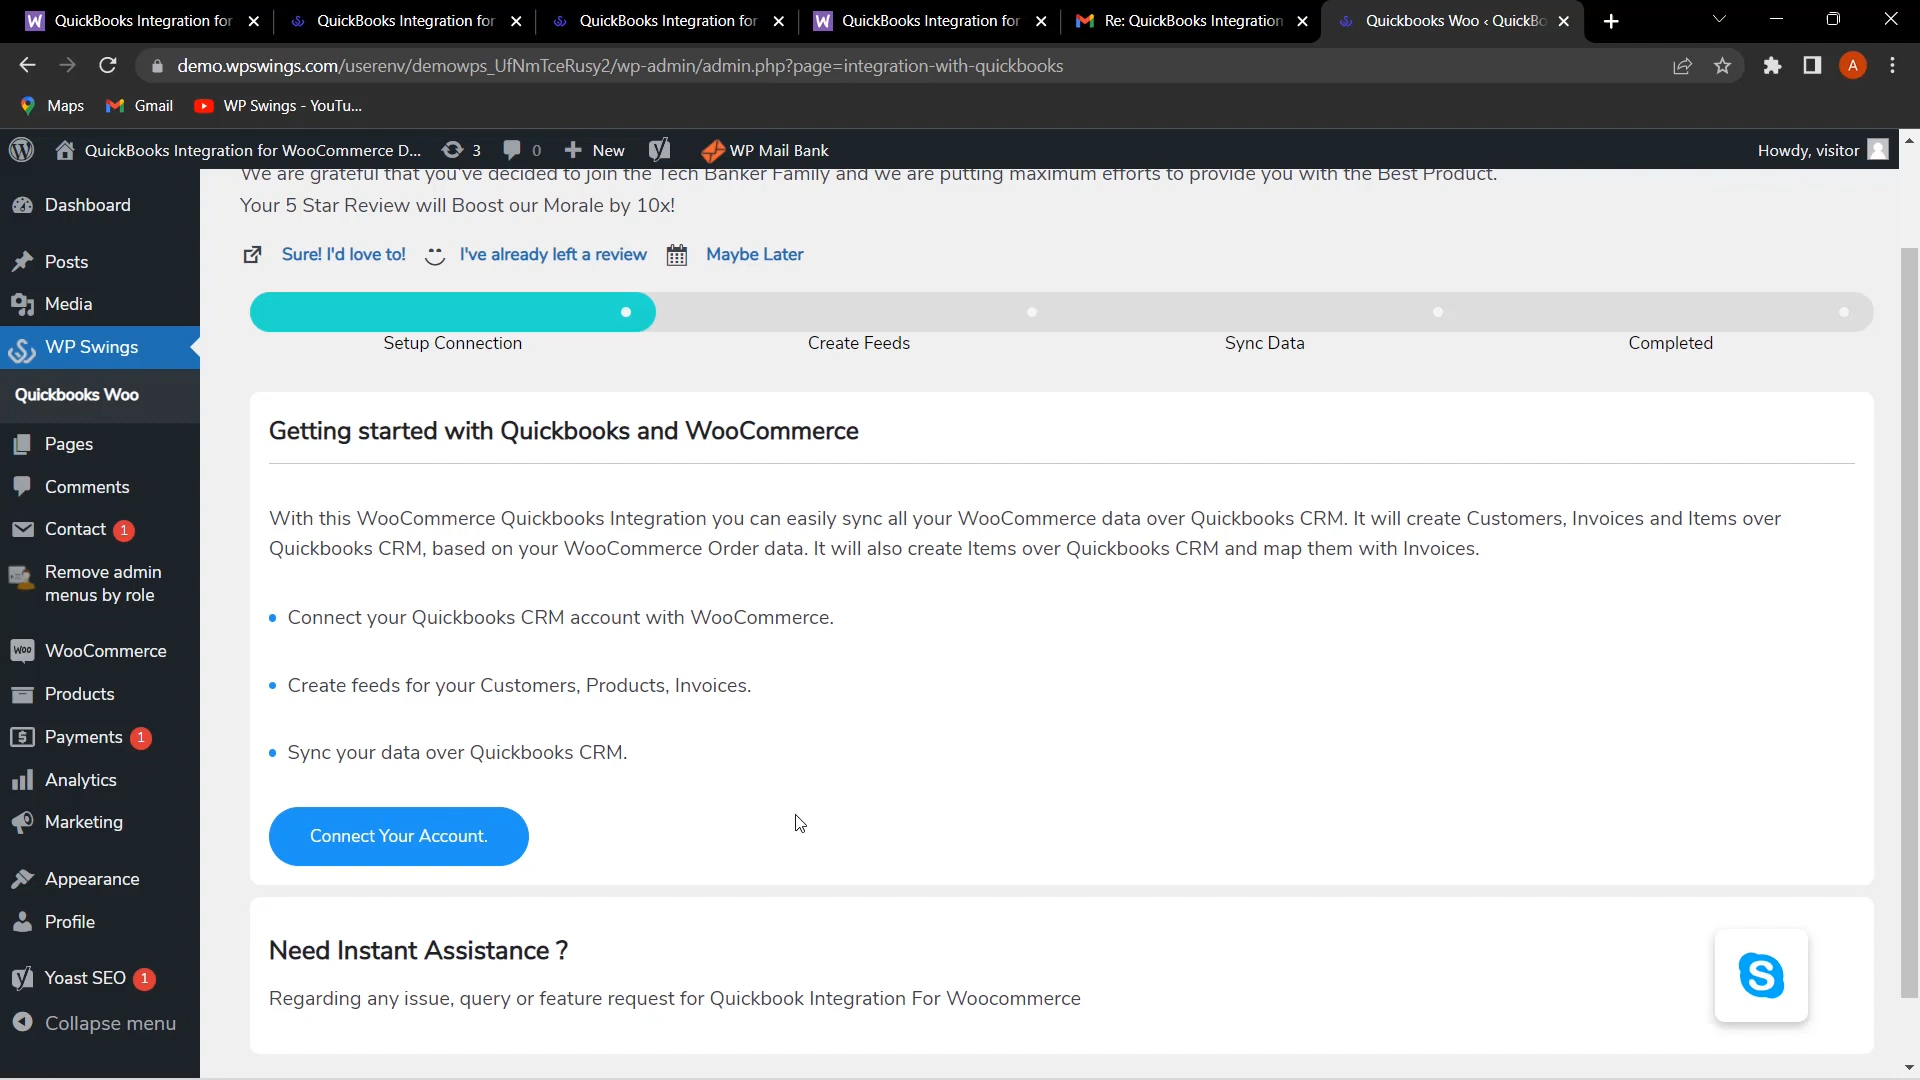 QuickBooks Integration for
QuickBooks Integration for
QuickBooks Integration for
QuickBooks Integration for
Re: QuickBooks Integration
Quickbooks Woo ‹ QuickBo
demo.wpswings.com/userenv/demowps_UfNmTceRusy2/wp-admin/admin.php?page=integration-with-quickbooks
A
Maps
Gmail
WP Swings - YouTu...
QuickBooks Integration for WooCommerce D...
3
0
New
WP Mail Bank
Howdy, visitor
We are grateful that you've decided to join the Tech Banker Family and we are putting maximum efforts to provide you with the Best Product.
Your 5 Star Review will Boost our Morale by 10x!
Sure! I'd love to!
I've already left a review
Maybe Later
Setup Connection
Create Feeds
Sync Data
Completed
Dashboard
Posts
Media
WP Swings
Quickbooks Woo
Pages
Comments
Contact 1
Remove admin
menus by role
WooCommerce
Products
Payments 1
Analytics
Marketing
Appearance
Profile
Yoast SEO 1
Collapse menu
Getting started with Quickbooks and WooCommerce
With this WooCommerce Quickbooks Integration you can easily sync all your WooCommerce data over Quickbooks CRM. It will create Customers, Invoices and Items over
Quickbooks CRM, based on your WooCommerce Order data. It will also create Items over Quickbooks CRM and map them with Invoices.
Connect your Quickbooks CRM account with WooCommerce.
Create feeds for your Customers, Products, Invoices.
Sync your data over Quickbooks CRM.
Connect Your Account.
Need Instant Assistance ?
Regarding any issue, query or feature request for Quickbook Integration For Woocommerce